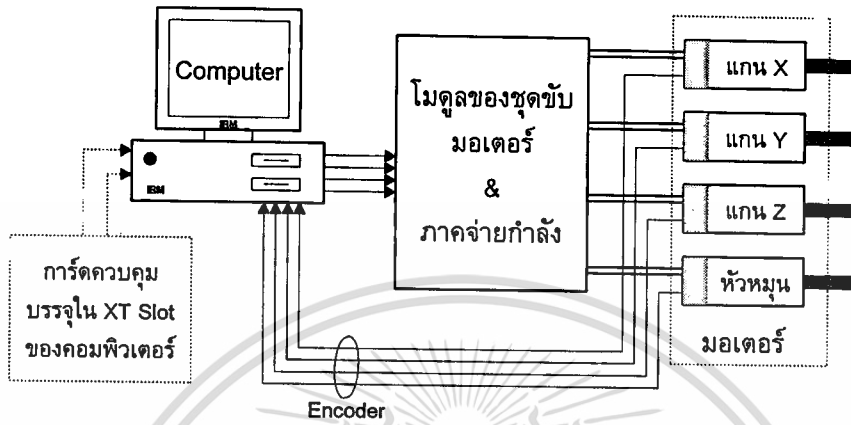 Computer
IBM
IBM
การ์ดควบคุม
บรรจุใน XT Slot
ของคอมพิวเตอร์
โมดูลของชุดขับ
มอเตอร์
&
ภาคจ่ายกำลัง
แกน X
แกน Y
แกน Z
หัวหมุน
มอเตอร์
Encoder